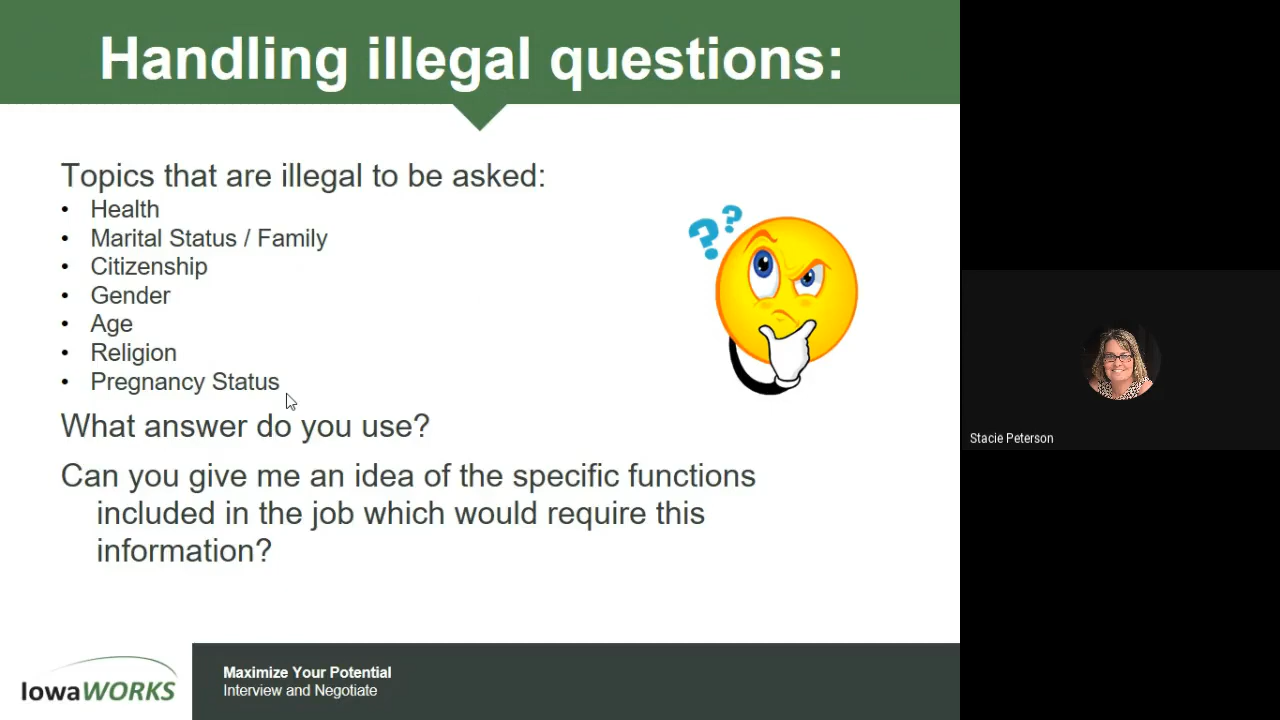 Handling illegal questions:
Topics that are illegal to be asked:
• Health
• Marital Status / Family
• Citizenship
• Gender
• Age
• Religion
• Pregnancy Status
What answer do you use?
Can you give me an idea of the specific functions
included in the job which would require this
information?
? ?
Stacie Peterson
IowaWORKS
Maximize Your Potential
Interview and Negotiate